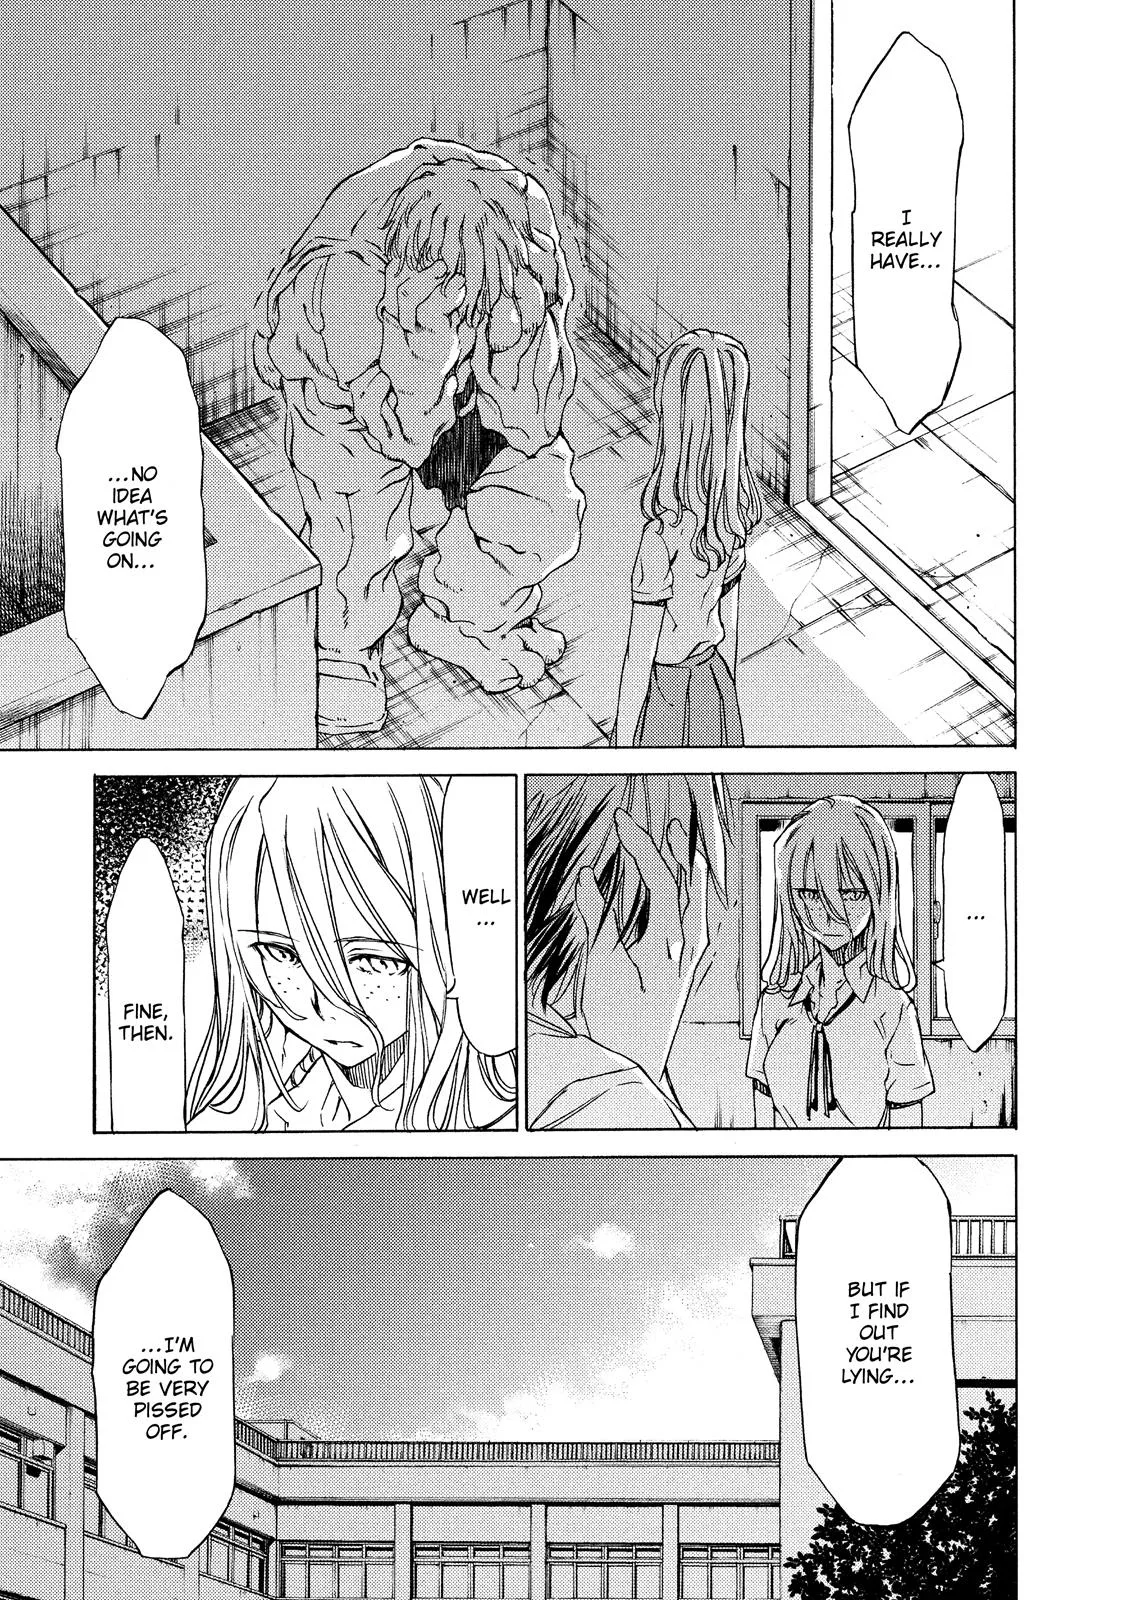 I
REALLY
HAVE...
...NO
IDEA
WHAT'S
GOING
ON...
...
WELL
...
FINE,
THEN.
BUT IF
I FIND
OUT
YOU'RE
LYING...
...I'M
GOING TO
BE VERY
PISSED
OFF.